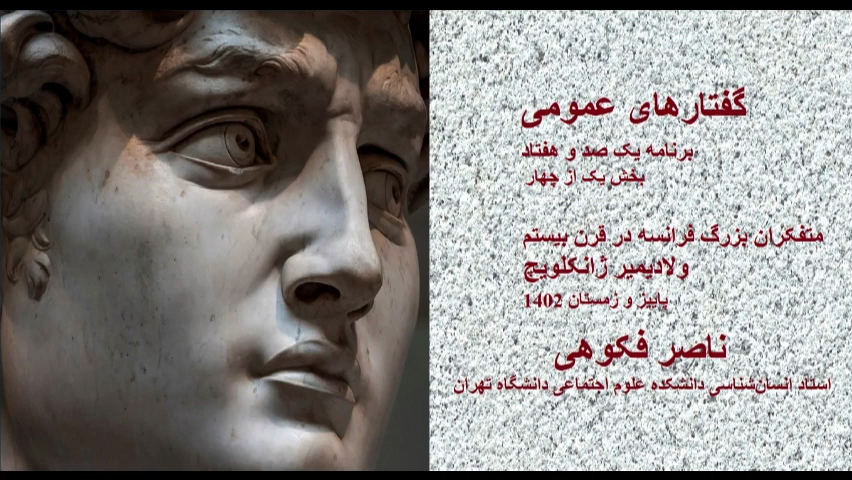 گفتارهای عمومی
برنامه یک صد و هفتاد
بخش یک از چهار
متفکران بزرگ فرانسه در قرن بیستم
ولادیمیر ژانکلویچ
پاییز و زمستان 1402
ناصر فکوهی
استاد انسان‌شناسی دانشکده علوم اجتماعی دانشگاه تهران